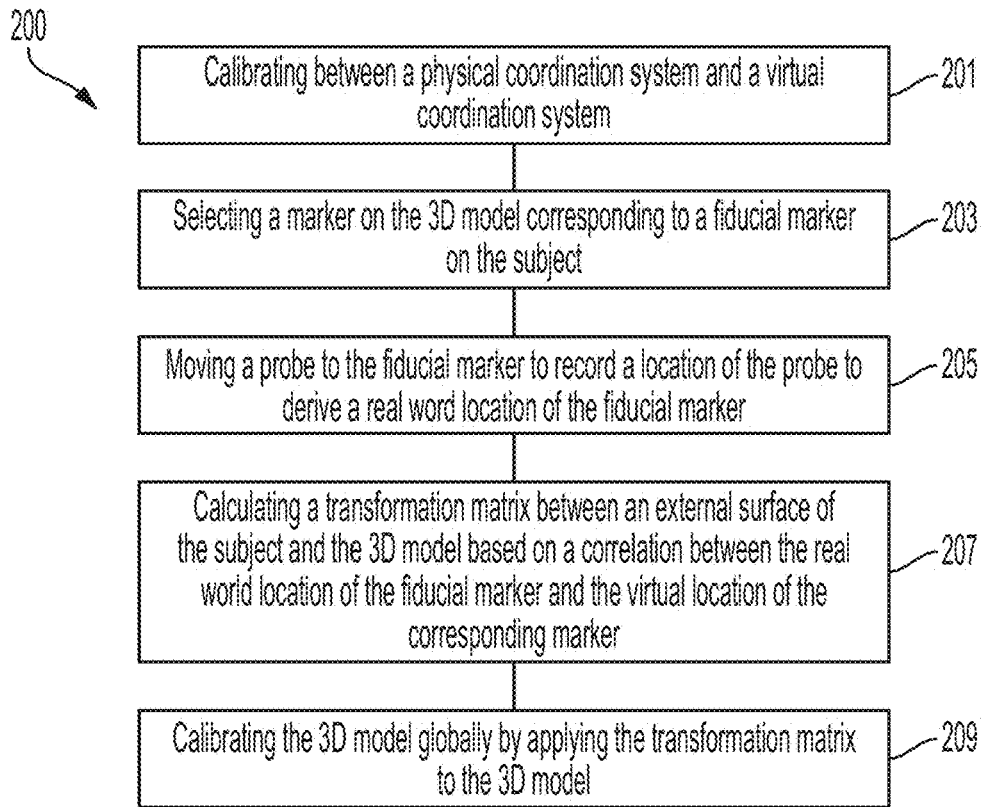 200
Calibrating between a physical coordination system and a virtual
coordination system
201
Selecting a marker on the 3D model corresponding to a fiducial marker
on the subject
203
Moving a probe to the fiducial marker to record a location of the probe to
derive a real word location of the fiducial marker
205
Calculating a transformation matrix between an external surface of
the subject and the 3D model based on a correlation between the real
world location of the fiducial marker and the virtual location of the
corresponding marker
207
Calibrating the 3D model globally by applying the transformation matrix
to the 3D model
209